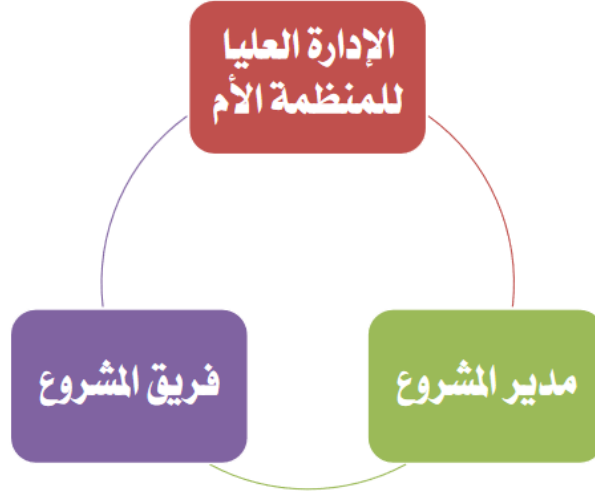 الإدارة العليا
للمنظمة الأم
مدير المشروع
فريق المشروع